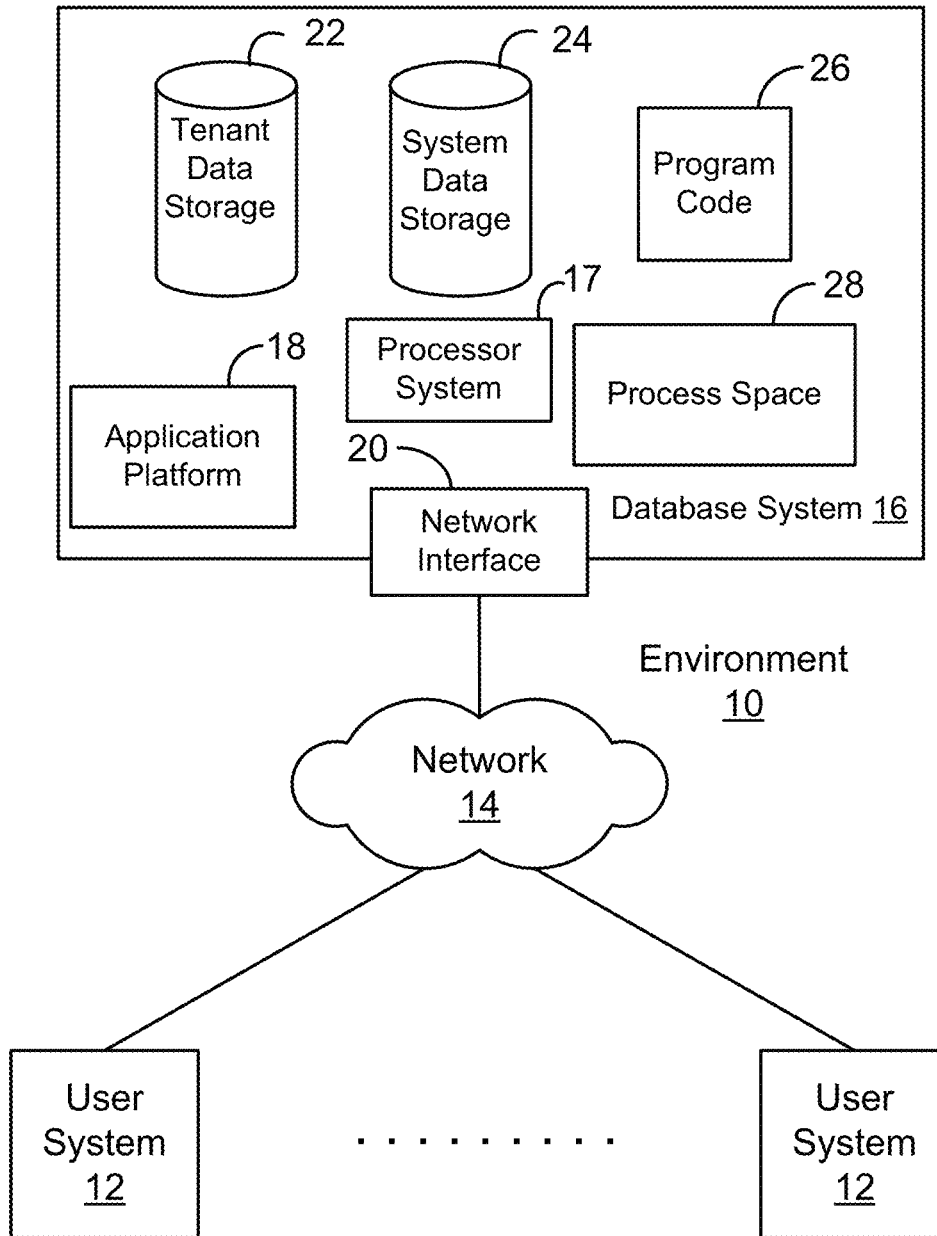 22
24
26
Tenant
Data
Storage
System
Data
Storage
Program
Code
17
28
18
Processor
System
Process Space
Application
Platform
20
Network
Interface
Database System 16
Environment
10
Network
14
User
System
12
User
System
12